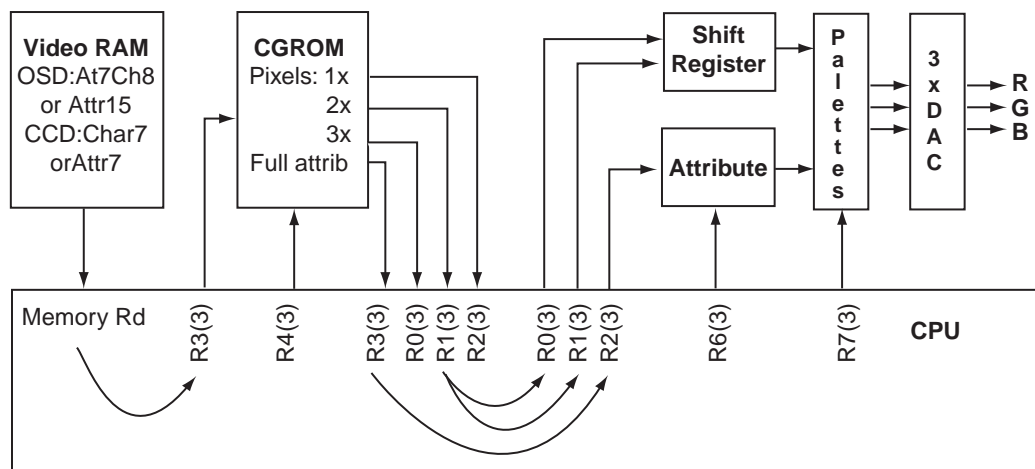 Video RAM
OSD:At7Ch8
or Attr15
CCD:Char7
orAttr7
CGROM
Pixels: 1x
2x
3x
Full attrib
Shift
Register
Attribute
Palettes
3xDAC
R
G
B
Memory Rd
R3(3)
R4(3)
R3(3)
R0(3)
R1(3)
R2(3)
R0(3)
R1(3)
R2(3)
R6(3)
R7(3)
CPU